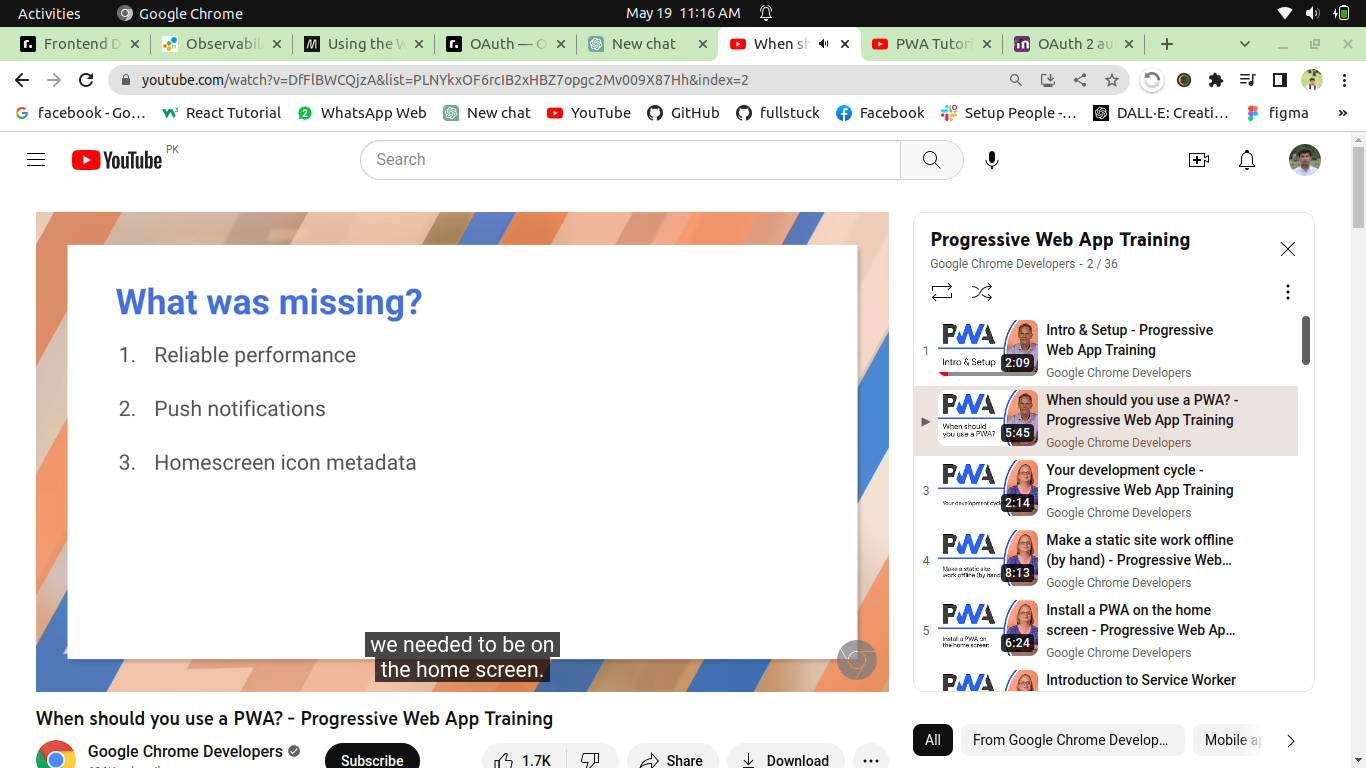 Activities
Google Chrome
May 19 11:16 AM
Frontend D
Observabil
Using the W
OAuth — O
New chat
When sh
PWA Tutori
OAuth 2 au
youtube.com/watch?v=DfFlBWCQjzA&list=PLNYkxOF6rcIB2xHBZ7opgc2Mv009X87Hh&index=2
facebook - Go…
React Tutorial
WhatsApp Web
New chat
YouTube
GitHub
fullstuck
Facebook
Setup People -…
DALL·E: Creati…
figma
»
YouTube PK
Search
What was missing?
1. Reliable performance
2. Push notifications
3. Homescreen icon metadata
we needed to be on
the home screen.
When should you use a PWA? - Progressive Web App Training
Google Chrome Developers
Subscribe
1.7K
Share
Download
Progressive Web App Training
Google Chrome Developers - 2 / 36
1
PWA
Intro & Setup
2:09
Intro & Setup - Progressive
Web App Training
Google Chrome Developers
PWA
When should
you use a PWA?
5:45
When should you use a PWA? -
Progressive Web App Training
Google Chrome Developers
3
PWA
Your development cycle
2:14
Your development cycle -
Progressive Web App Training
Google Chrome Developers
4
PWA
Make a static site
work offline (by hand)
8:13
Make a static site work offline
(by hand) - Progressive Web…
Google Chrome Developers
5
PWA
Install a PWA on
the home screen
6:24
Install a PWA on the home
screen - Progressive Web Ap…
Google Chrome Developers
PWA
Introduction to Service Worker
All
From Google Chrome Develop…
Mobile ap